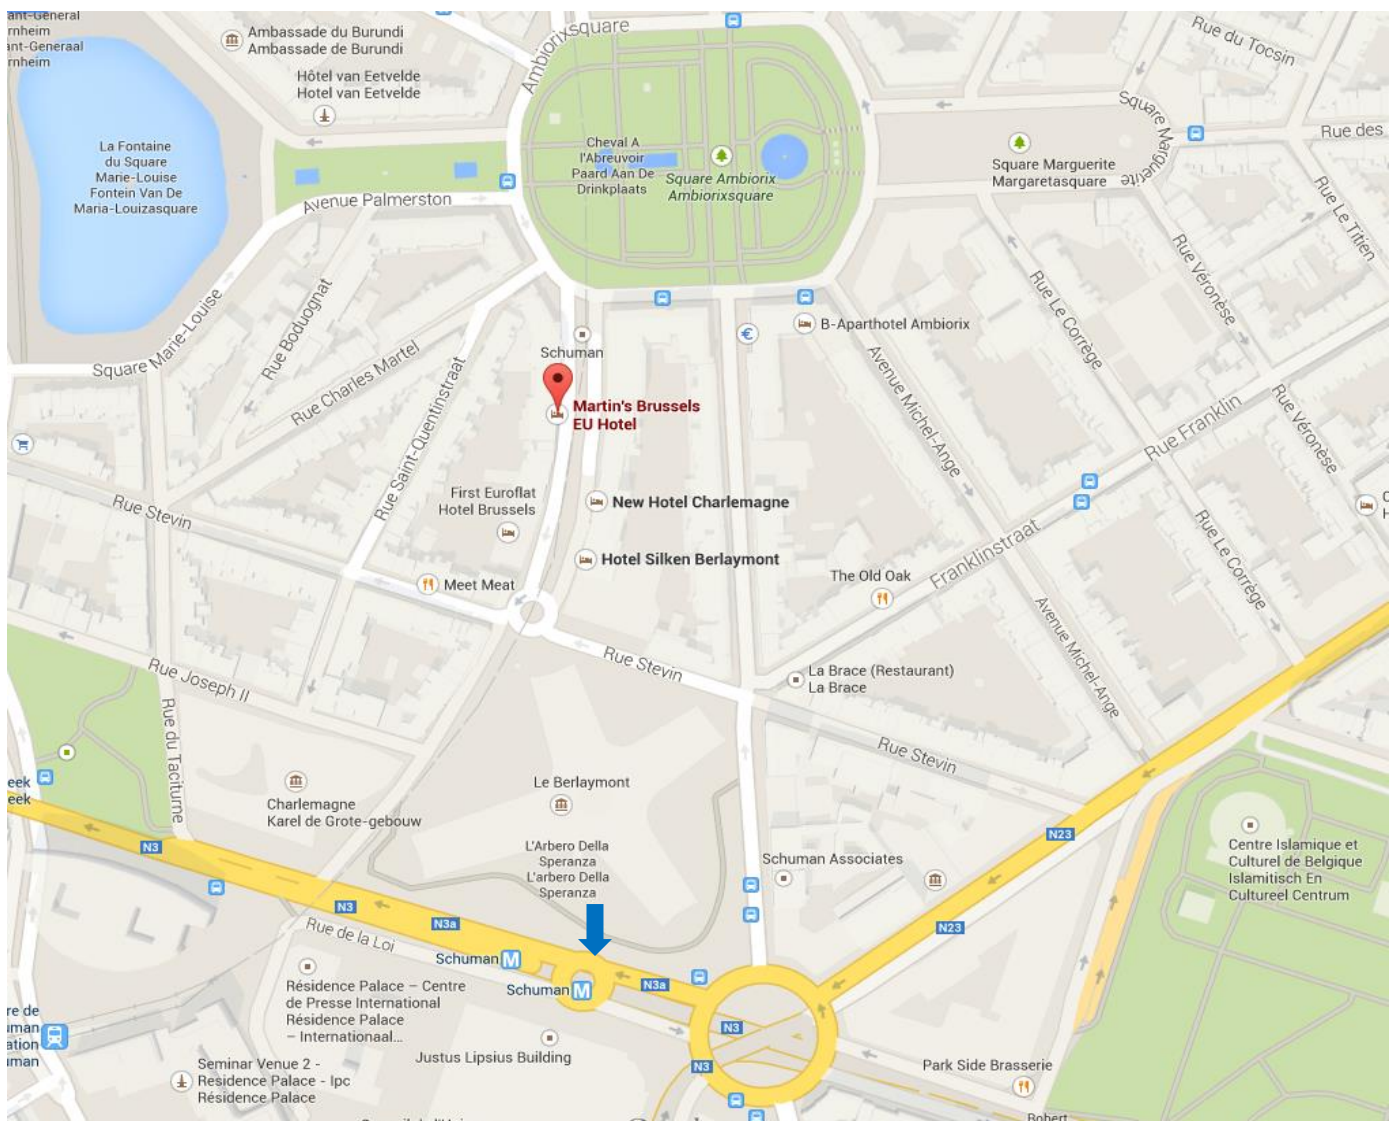 ant-General
rnheim
ant-Generaal
rnheim
Ambassade du Burundi
Ambassade de Burundi
Hôtel van Eetvelde
Hotel van Eetvelde
Ambiorixsquare
Rue du Tocsin
La Fontaine
du Square
Marie-Louise
Fontein Van De
Maria-Louizasquare
Cheval A
l'Abreuvoir
Paard Aan De
Drinkplaats
Square Ambiorix
Ambiorixsquare
Square Marguerite
Square Marguerite
Margaretasquare
Rue des
Avenue Palmerston
Rue Le Titien
Rue Véronèse
Rue Le Corrège
Square Marie-Louise
Rue Boduognat
Rue Charles Martel
Rue Saint-Quentinstraat
Schuman
€
B-Aparthotel Ambiorix
Martin's Brussels
EU Hotel
Avenue Michel-Ange
Rue Franklin
Rue Véronèse
Rue Stevin
First Euroflat
Hotel Brussels
New Hotel Charlemagne
Hotel Silken Berlaymont
Meet Meat
The Old Oak
Franklinstraat
Rue Le Corrège
C
H
Avenue Michel-Ange
Rue Stevin
Rue Joseph II
La Brace (Restaurant)
La Brace
Rue du Taciturne
Rue Stevin
eek
eek
Charlemagne
Karel de Grote-gebouw
Le Berlaymont
L'Arbero Della
Speranza
L'arbero Della
Speranza
Schuman Associates
N23
N3
Centre Islamique et
Culturel de Belgique
Islamitisch En
Cultureel Centrum
N3
N3a
N23
Rue de la Loi
Schuman M
Schuman M
N3a
Résidence Palace – Centre
de Presse International
Résidence Palace
– Internationaal...
N3
re de
uman
ation
uman
Justus Lipsius Building
N3
Seminar Venue 2 -
Residence Palace - Ipc
Résidence Palace
Park Side Brasserie
Robert